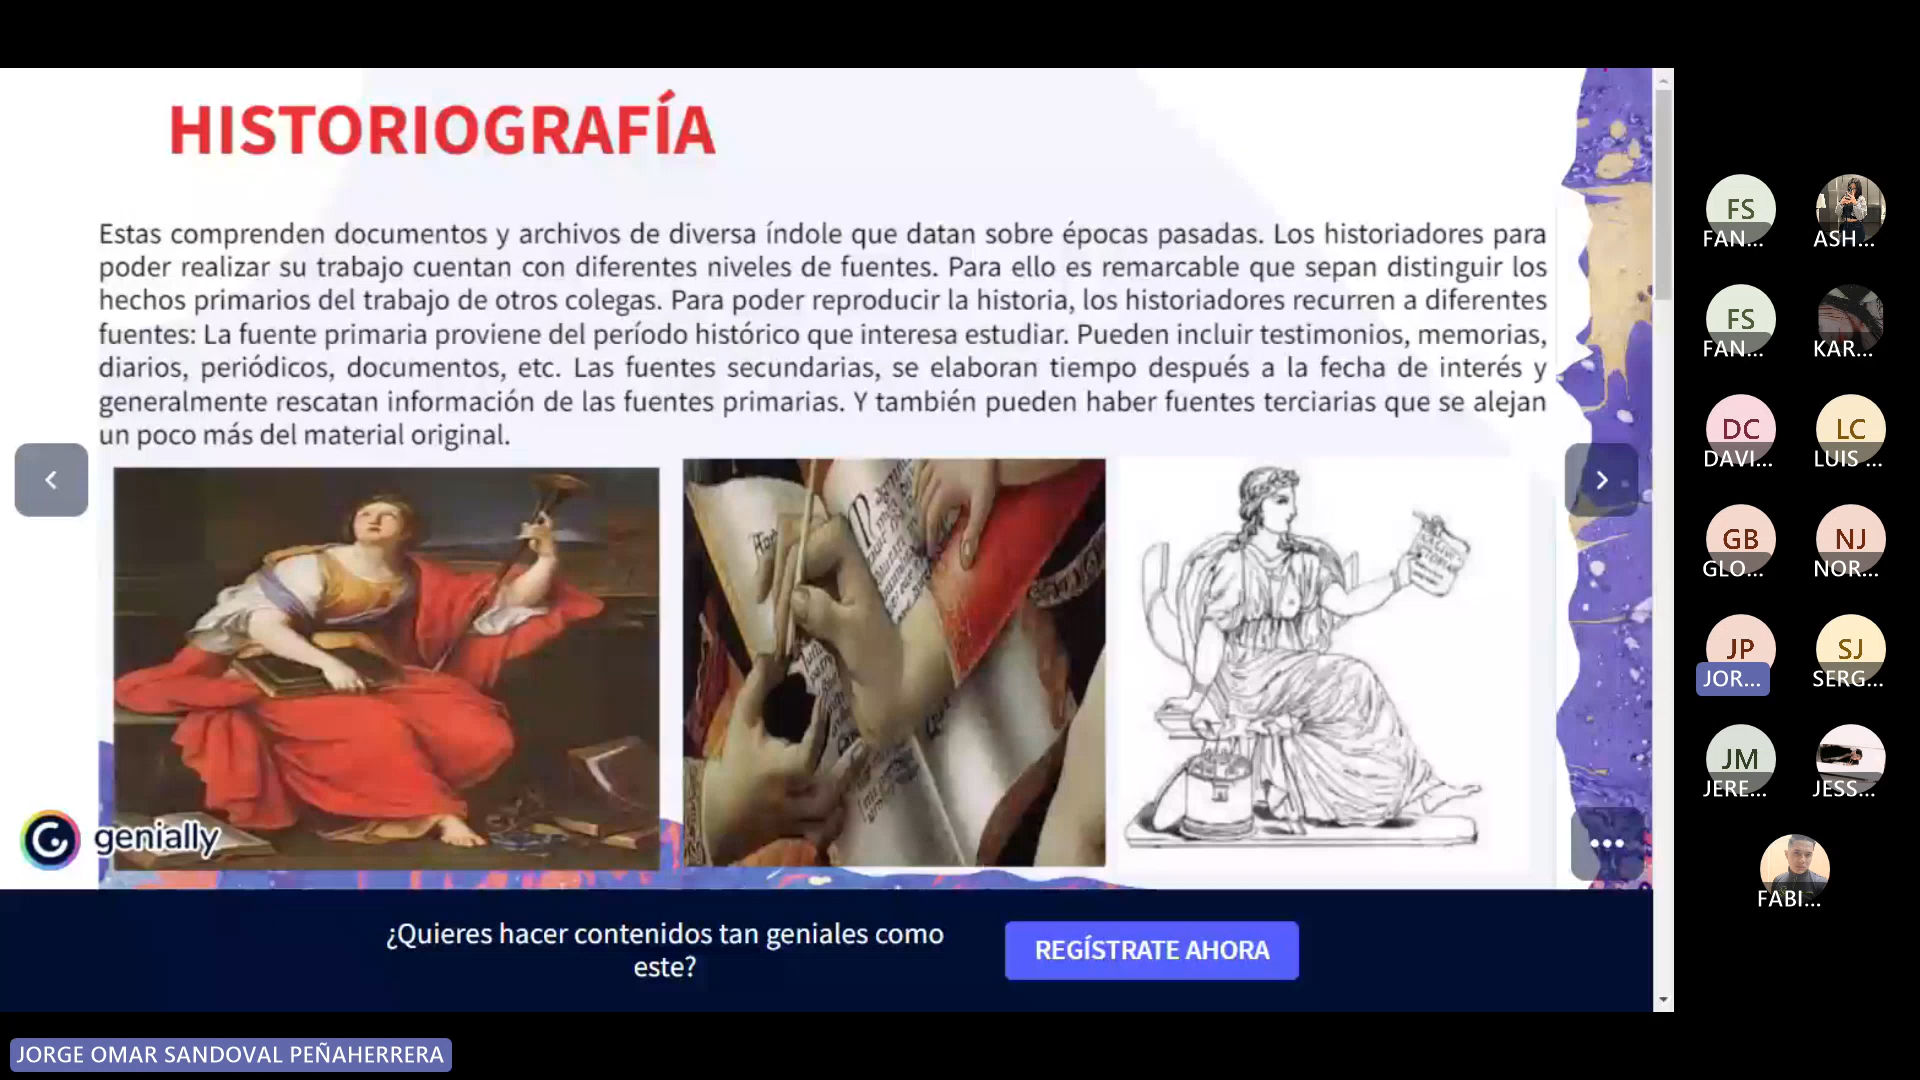 HISTORIOGRAFÍA
Estas comprenden documentos y archivos de diversa índole que datan sobre épocas pasadas. Los historiadores para
poder realizar su trabajo cuentan con diferentes niveles de fuentes. Para ello es remarcable que sepan distinguir los
hechos primarios del trabajo de otros colegas. Para poder reproducir la historia, los historiadores recurren a diferentes
fuentes: La fuente primaria proviene del período histórico que interesa estudiar. Pueden incluir testimonios, memorias,
diarios, periódicos, documentos, etc. Las fuentes secundarias, se elaboran tiempo después a la fecha de interés y
generalmente rescatan información de las fuentes primarias. Y también pueden haber fuentes terciarias que se alejan
un poco más del material original.
genially
¿Quieres hacer contenidos tan geniales como
este?
REGÍSTRATE AHORA
JORGE OMAR SANDOVAL PEÑAHERRERA
FS
FAN...
ASH...
FS
FAN...
KAR...
DC
DAVI...
LC
LUIS ...
GB
GLO...
NJ
NOR...
JP
JOR...
SJ
SERG...
JM
JERE...
JESS...
FABI...